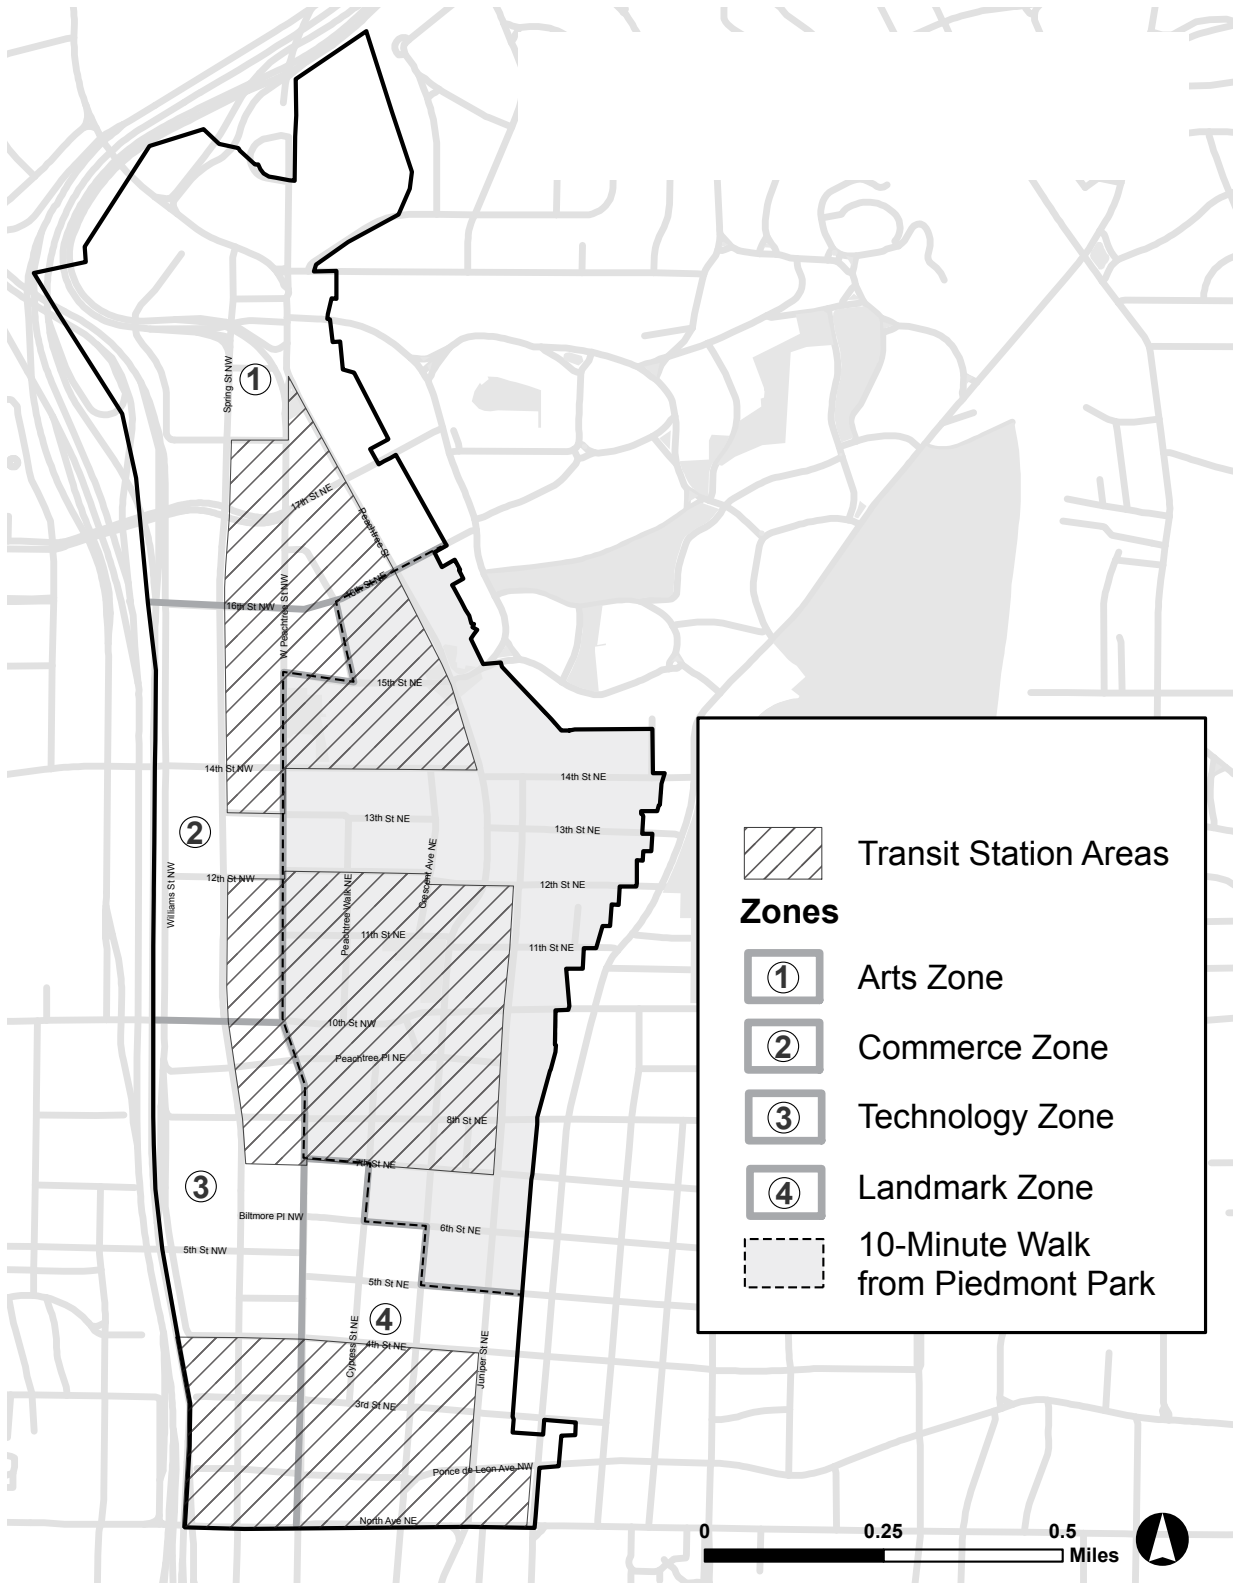 1
Spring St NW
17th St NE
Peachtree St
16th St NE
16th St NW
W Peachtree St NW
15th St NE
14th St NW
14th St NE
13th St NE
13th St NE
2
Crescent Ave NE
12th St NW
12th St NE
Williams St NW
Peachtree Walk NE
11th St NE
11th St NE
10th St NW
Peachtree Pl NE
8th St NE
7th St NE
3
Biltmore Pl NW
6th St NE
5th St NW
5th St NE
4
Cypress St NE
4th St NE
Juniper St NE
3rd St NE
Ponce de Leon Ave NW
North Ave NE
Transit Station Areas
Zones
1 Arts Zone
2 Commerce Zone
3 Technology Zone
4 Landmark Zone
10-Minute Walk
from Piedmont Park
0 0.25 0.5
Miles